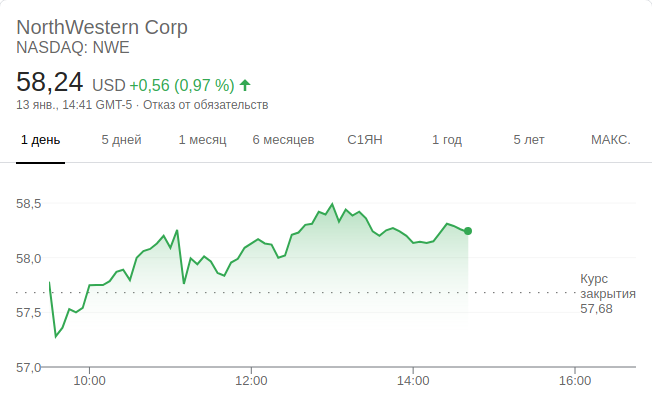 NorthWestern Corp
NASDAQ: NWE
58,24 USD +0,56 (0,97 %)
13 янв., 14:41 GMT-5 · Отказ от обязательств
1 день 5 дней 1 месяц 6 месяцев С1ЯН 1 год 5 лет МАКС.
58,5
58,0
57,5
57,0
Курс
закрытия
57,68
10:00 12:00 14:00 16:00